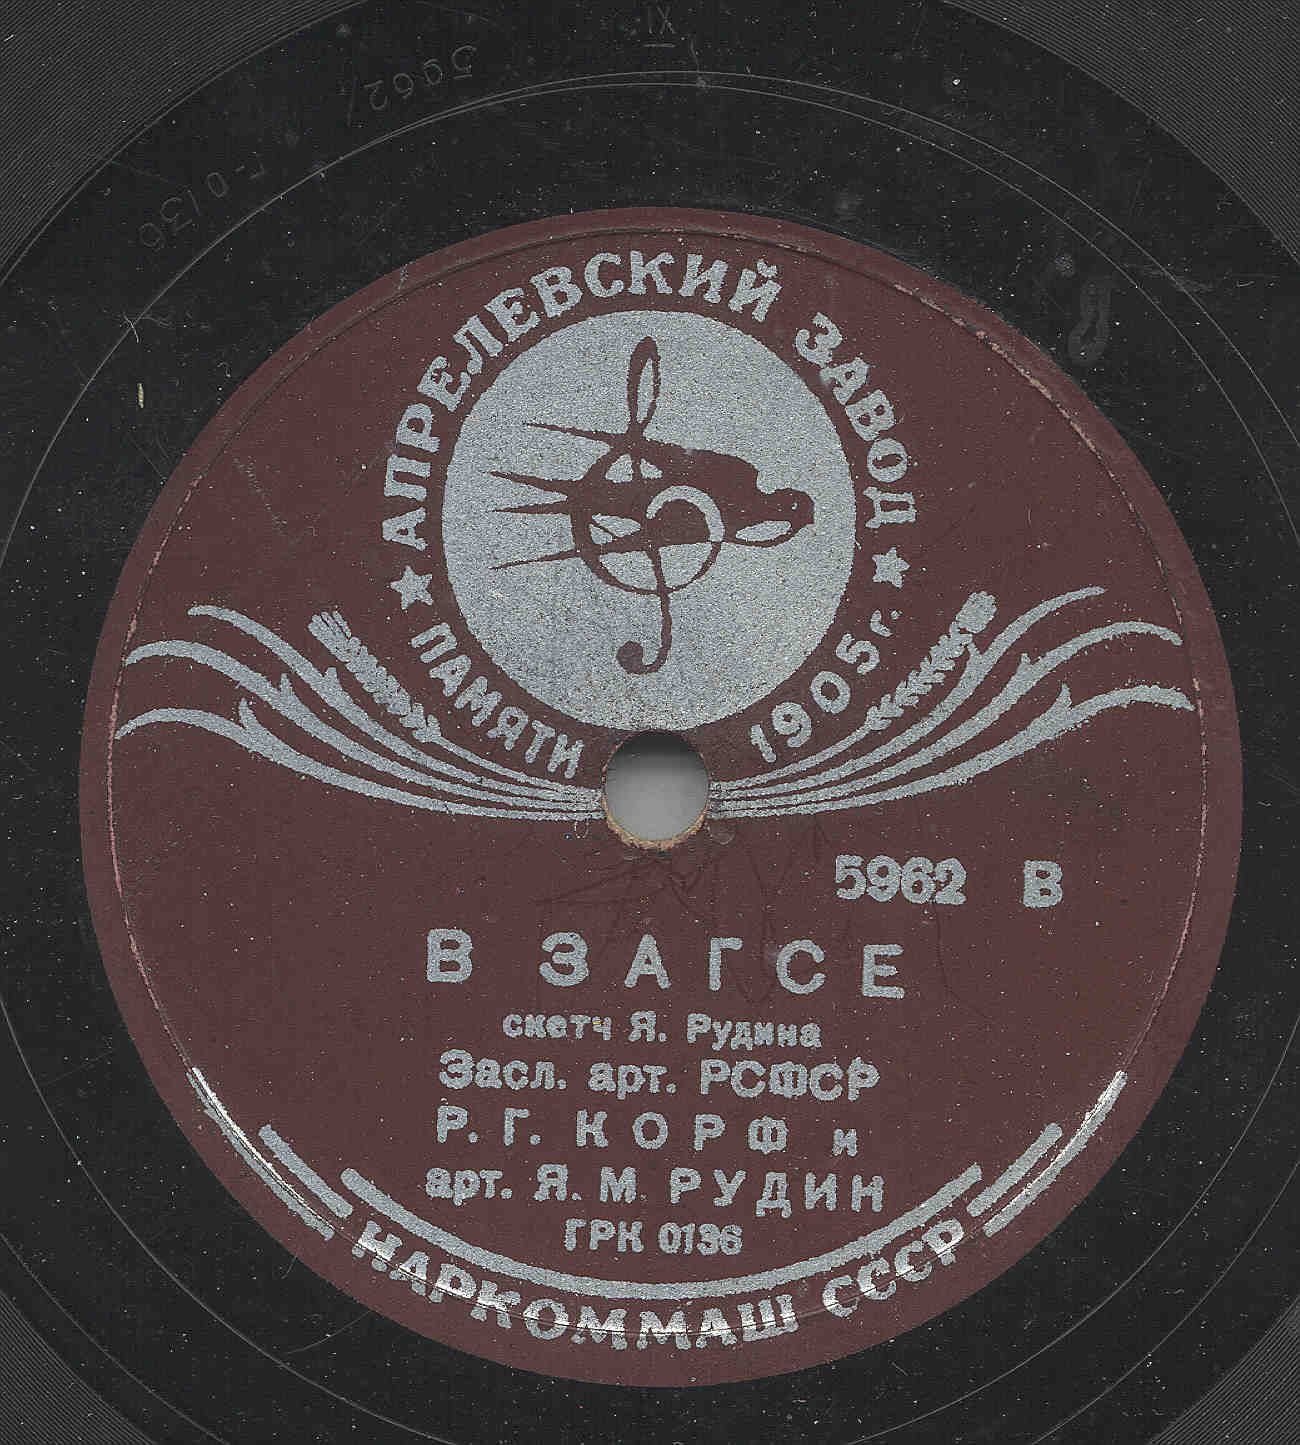 XI
5962
Г-0136
АПРЕЛЕВСКИЙ ЗАВОД
ПАМЯТИ 1905 г.
5962 В
В ЗАГСЕ
скетч Я. Рудина
Засл. арт. РСФСР
Р. Г. КОРФ и
арт. Я. М. РУДИН
ГРК 0136
НАРКОММАШ СССР